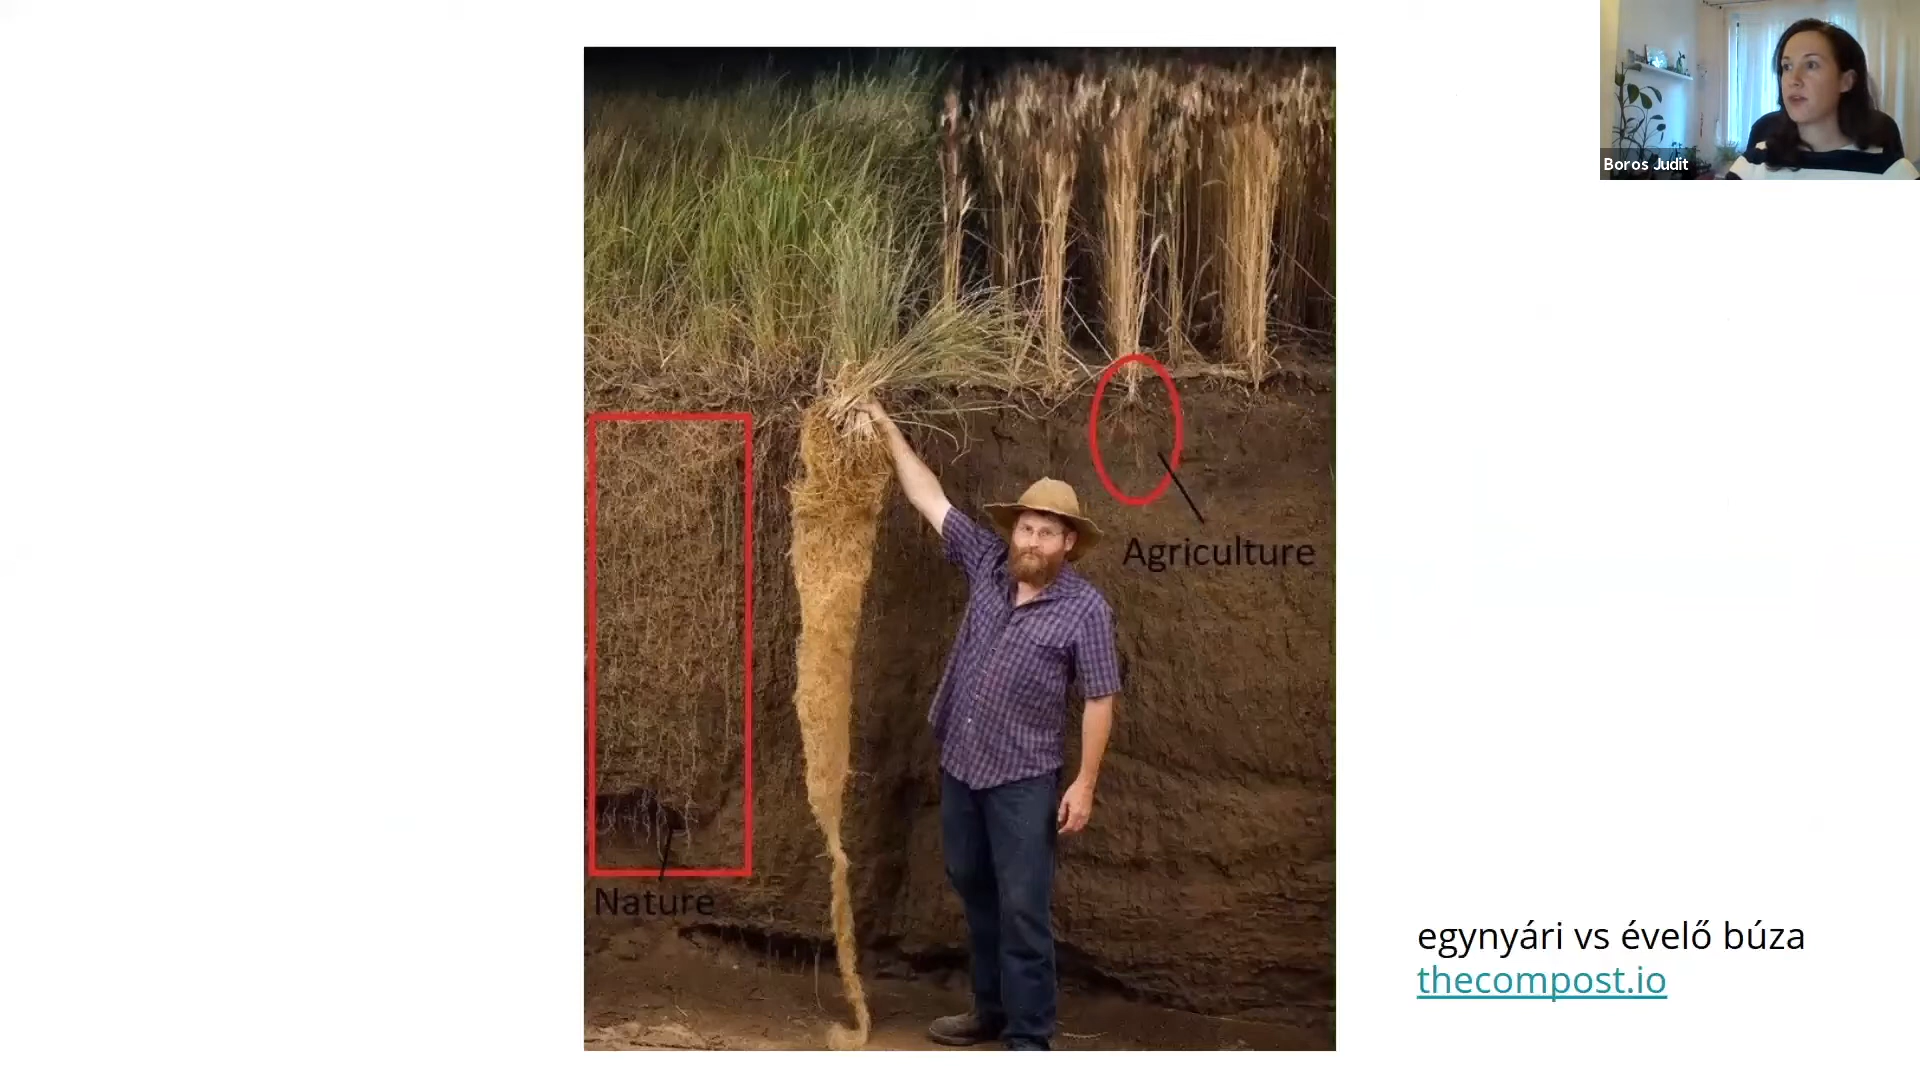 Boros Judit
Agriculture
Nature
egynyári vs évelő búza
thecompost.io